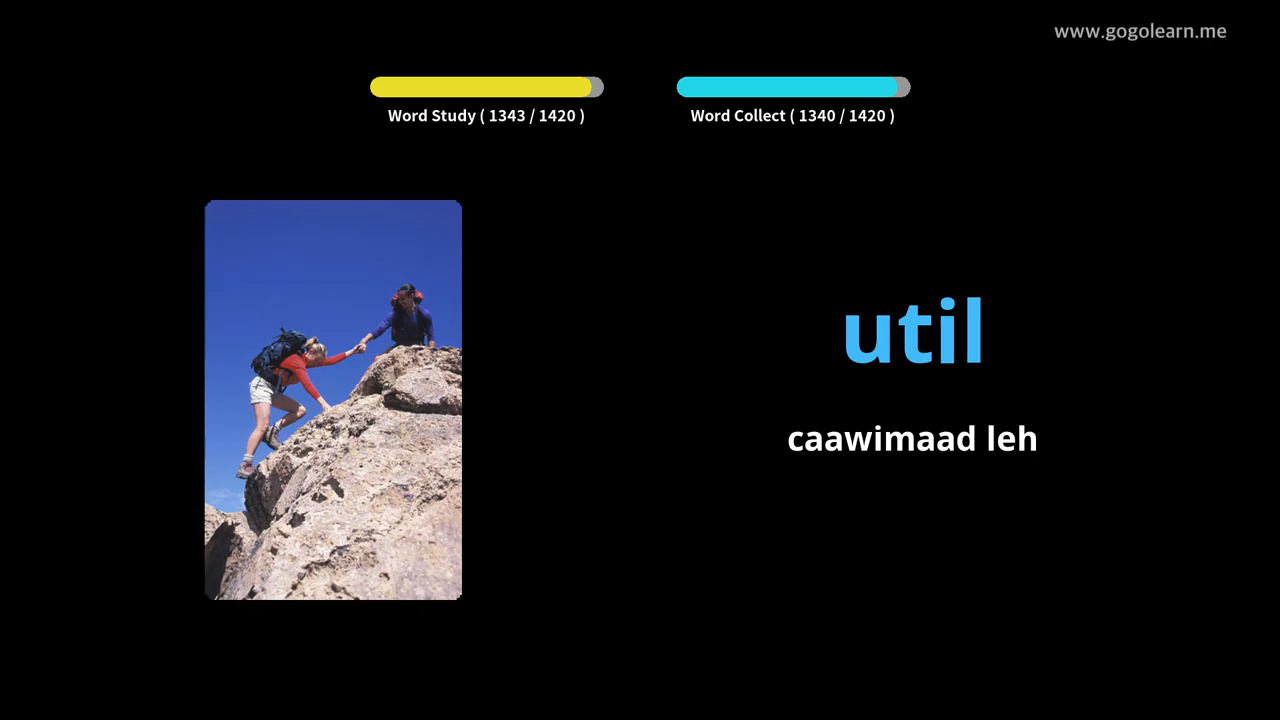 www.gogolearn.me
Word Study ( 1343 / 1420 )
Word Collect ( 1340 / 1420 )
util
caawimaad leh